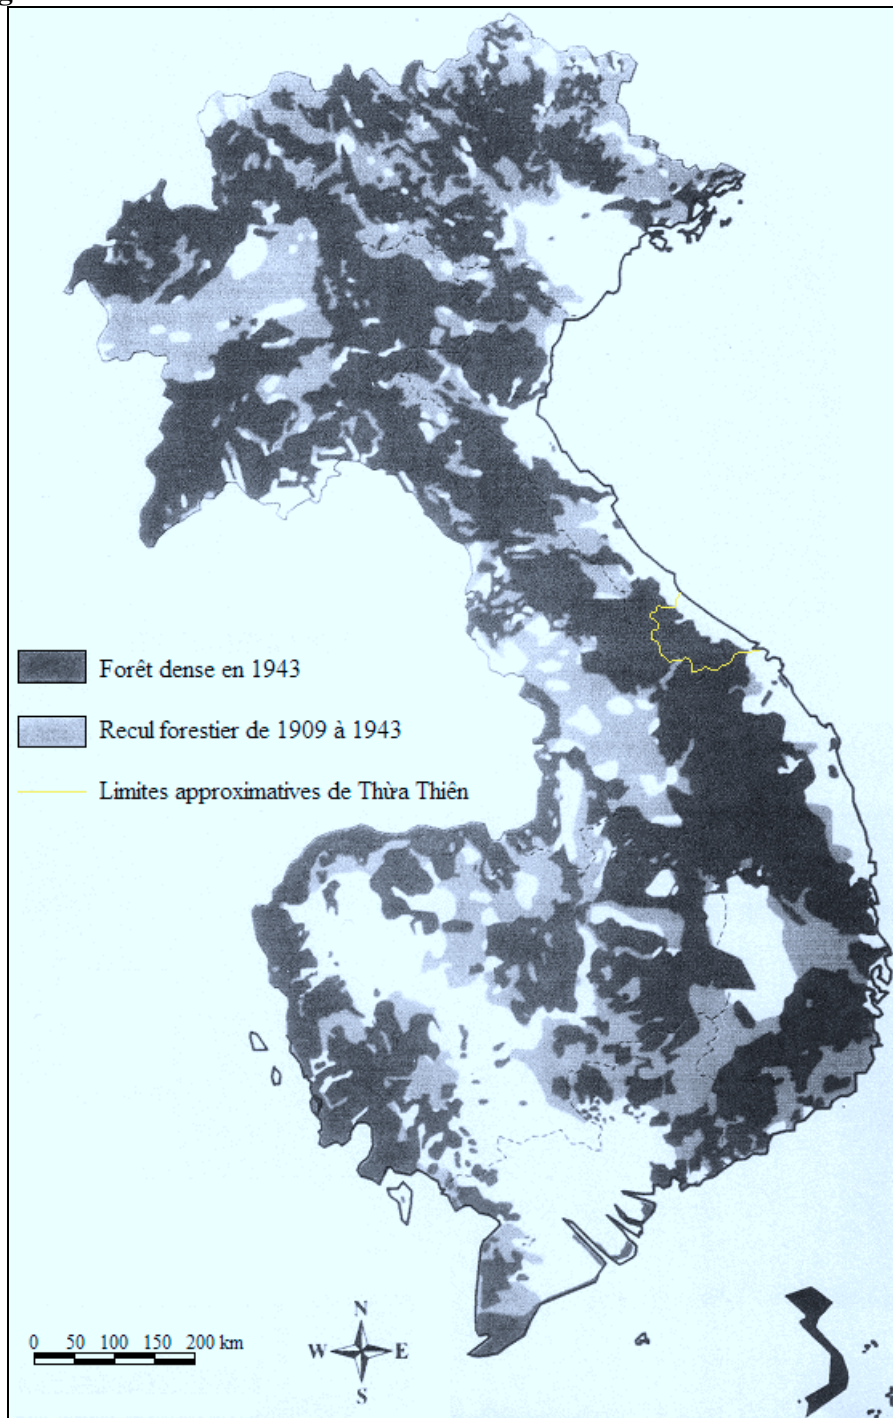 Forêt dense en 1943
Recul forestier de 1909 à 1943
Limites approximatives de Thừa Thiên
N
0 50 100 150 200 km
W E
S